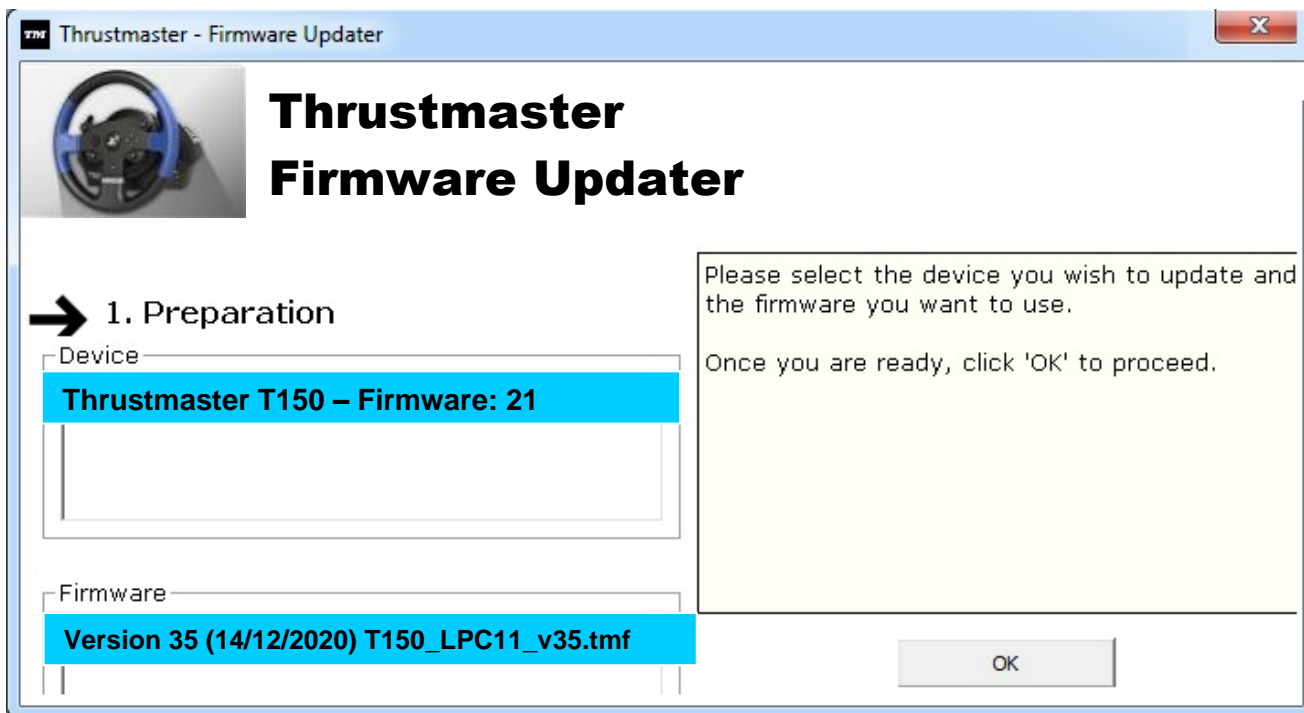 TM Thrustmaster - Firmware Updater
Thrustmaster
Firmware Updater
1. Preparation
Device
Thrustmaster T150 – Firmware: 21
Firmware
Version 35 (14/12/2020) T150_LPC11_v35.tmf
Please select the device you wish to update and
the firmware you want to use.
Once you are ready, click 'OK' to proceed.
OK